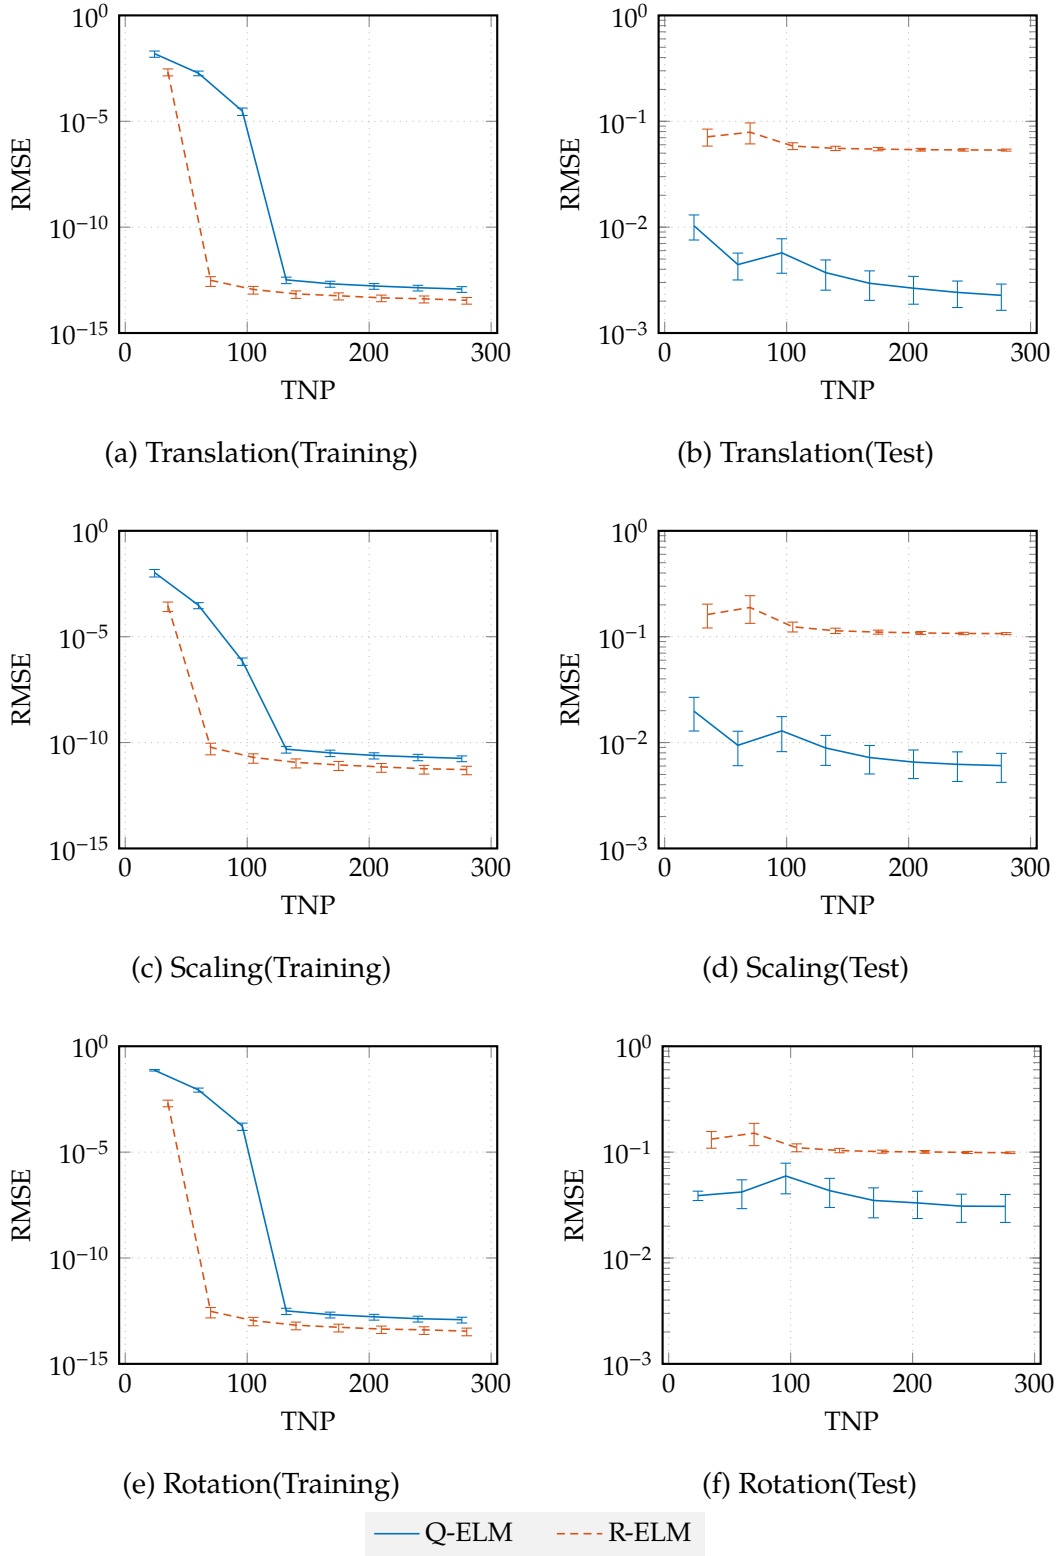 10^0
10^−5
10^−10
10^−15
RMSE
0 100 200 300
TNP
(a) Translation(Training)
10^0
10^−1
10^−2
10^−3
RMSE
0 100 200 300
TNP
(b) Translation(Test)
10^0
10^−5
10^−10
10^−15
RMSE
0 100 200 300
TNP
(c) Scaling(Training)
10^0
10^−1
10^−2
10^−3
RMSE
0 100 200 300
TNP
(d) Scaling(Test)
10^0
10^−5
10^−10
10^−15
RMSE
0 100 200 300
TNP
(e) Rotation(Training)
10^0
10^−1
10^−2
10^−3
RMSE
0 100 200 300
TNP
(f) Rotation(Test)
Q-ELM R-ELM